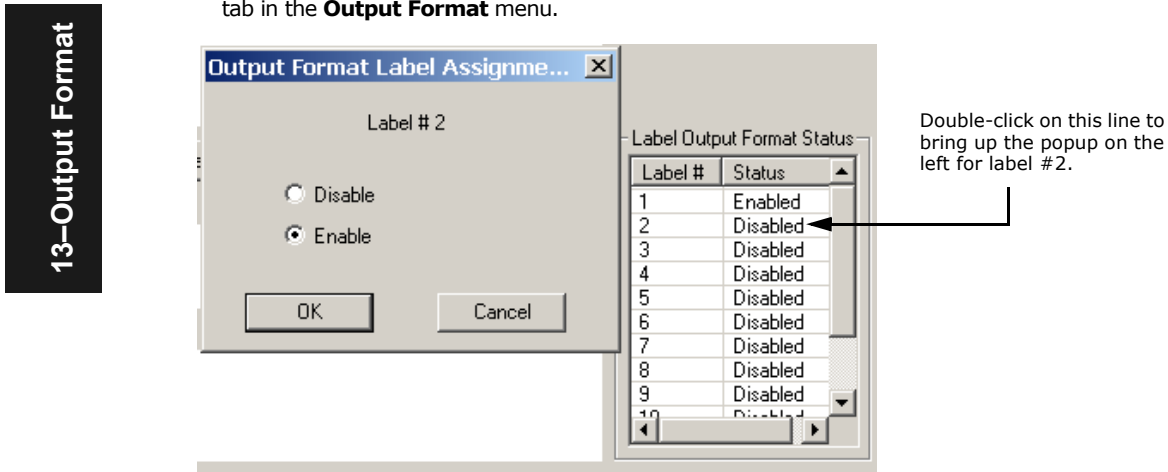 tab in the Output Format menu.
13–Output Format
Output Format Label Assignme...
Label # 2
Disable
Enable
OK
Cancel
Label Output Format Status
Label # Status
1 Enabled
2 Disabled
3 Disabled
4 Disabled
5 Disabled
6 Disabled
7 Disabled
8 Disabled
9 Disabled
10 Disabled
Double-click on this line to
bring up the popup on the
left for label #2.